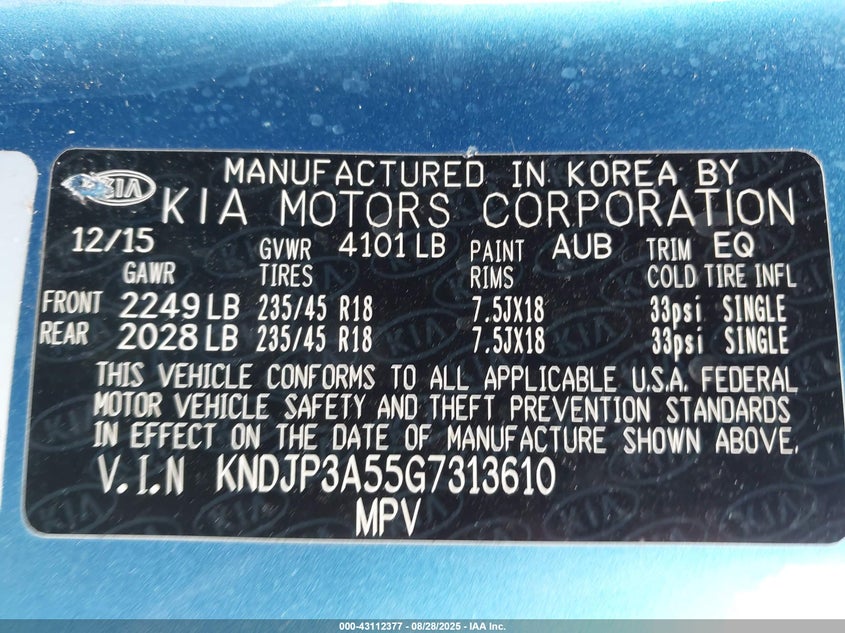 MANUFACTURED IN KOREA BY
KIA KIA MOTORS CORPORATION
12/15 GVWR 4101 LB PAINT AUB TRIM EQ
GAWR TIRES RIMS COLD TIRE INFL
FRONT 2249 LB 235/45 R18 7.5JX18 33psi SINGLE
REAR 2028 LB 235/45 R18 7.5JX18 33psi SINGLE
THIS VEHICLE CONFORMS TO ALL APPLICABLE U.S.A. FEDERAL
MOTOR VEHICLE SAFETY AND THEFT PREVENTION STANDARDS
IN EFFECT ON THE DATE OF MANUFACTURE SHOWN ABOVE.
V.I.N KNDJP3A55G7313610
MPV
000-43112377 | 08/28/2025 | IAA Inc.